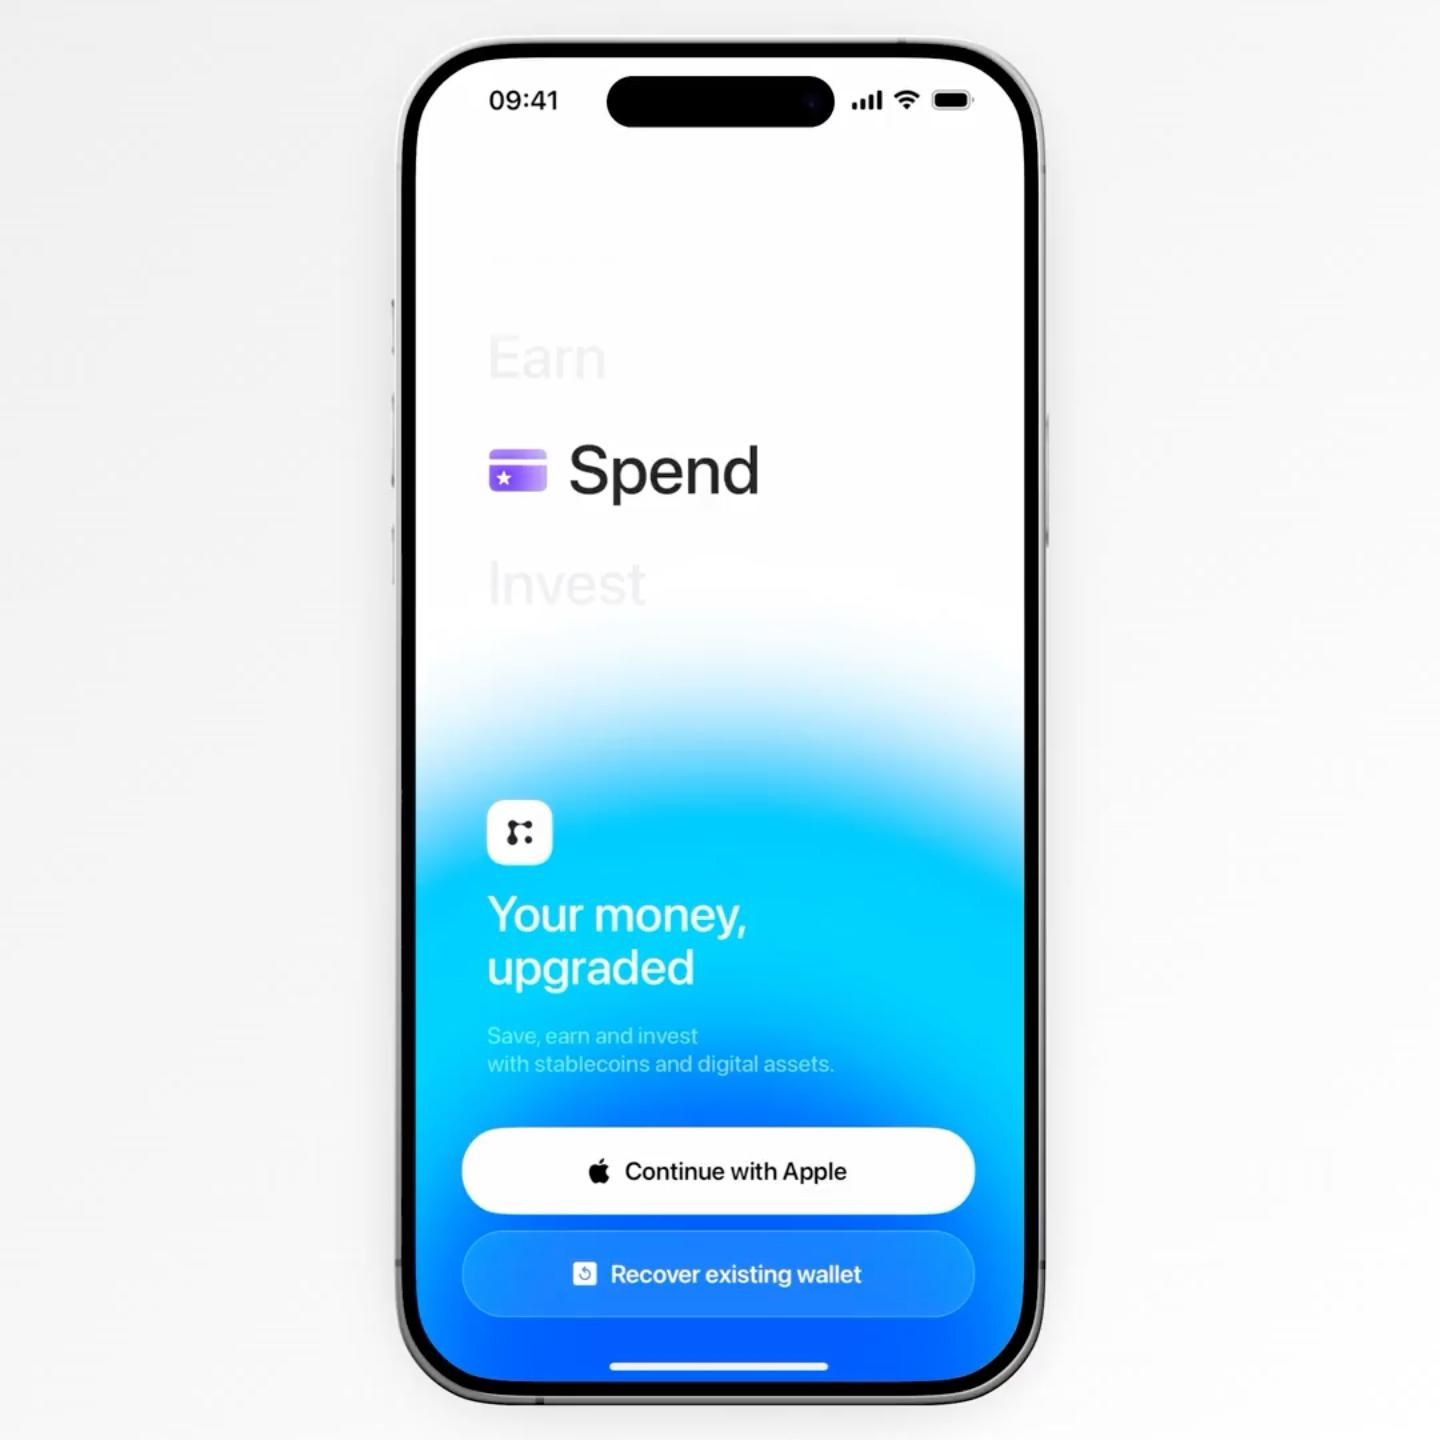 09:41
Earn
Spend
Invest
Your money,
upgraded
Save, earn and invest
with stablecoins and digital assets.
Continue with Apple
Recover existing wallet